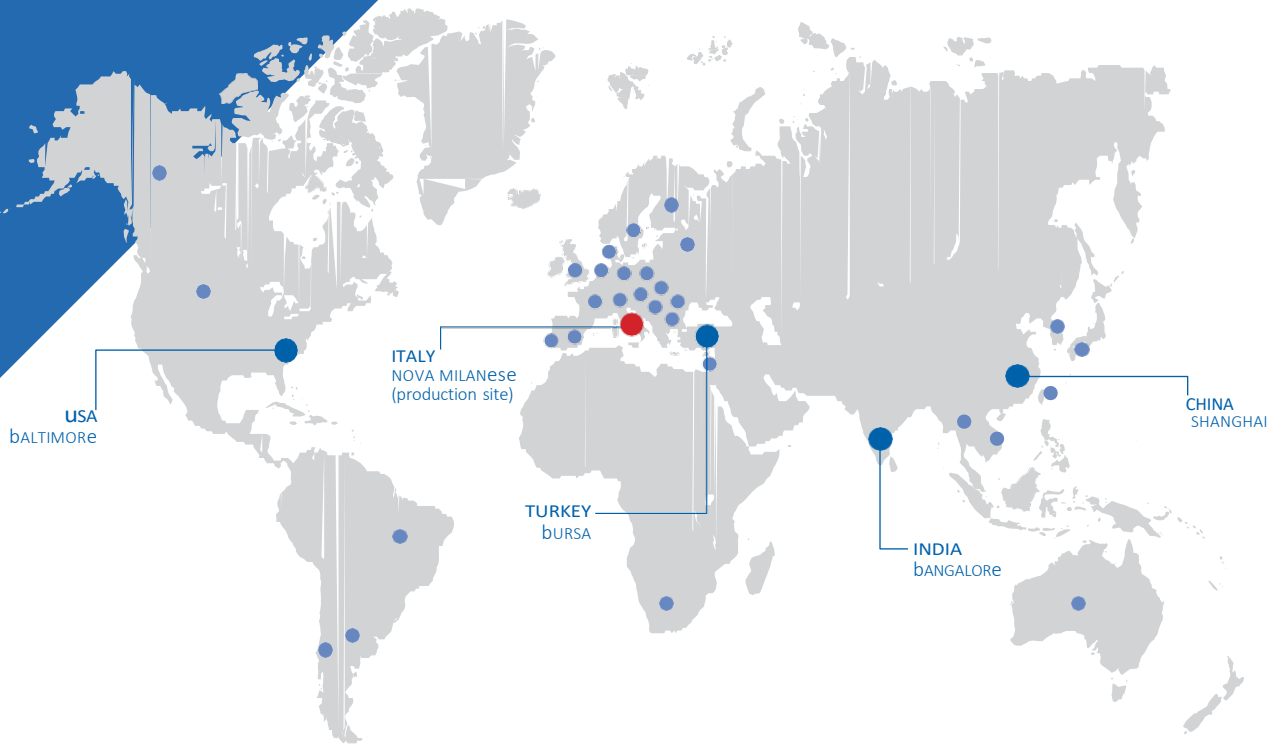 ITALY
NOVA MILANese
(production site)
uSA
bALTIMORe
CHINA
SHANGHAI
TURKEY
bURSA
INDIA
bANGALORe